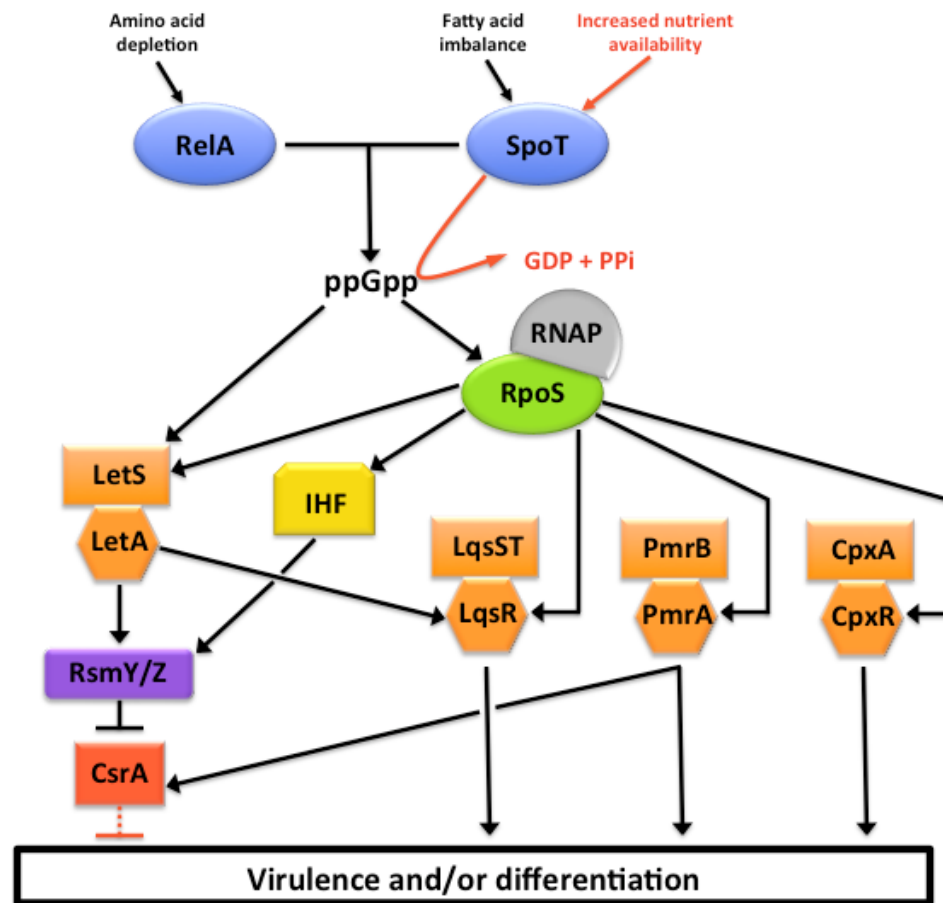 Amino acid
depletion
Fatty acid
imbalance
Increased nutrient
availability
RelA
SpoT
ppGpp
GDP + PPi
RNAP
RpoS
LetS
LetA
IHF
LqsST
LqsR
PmrB
PmrA
CpxA
CpxR
RsmY/Z
CsrA
Virulence and/or differentiation